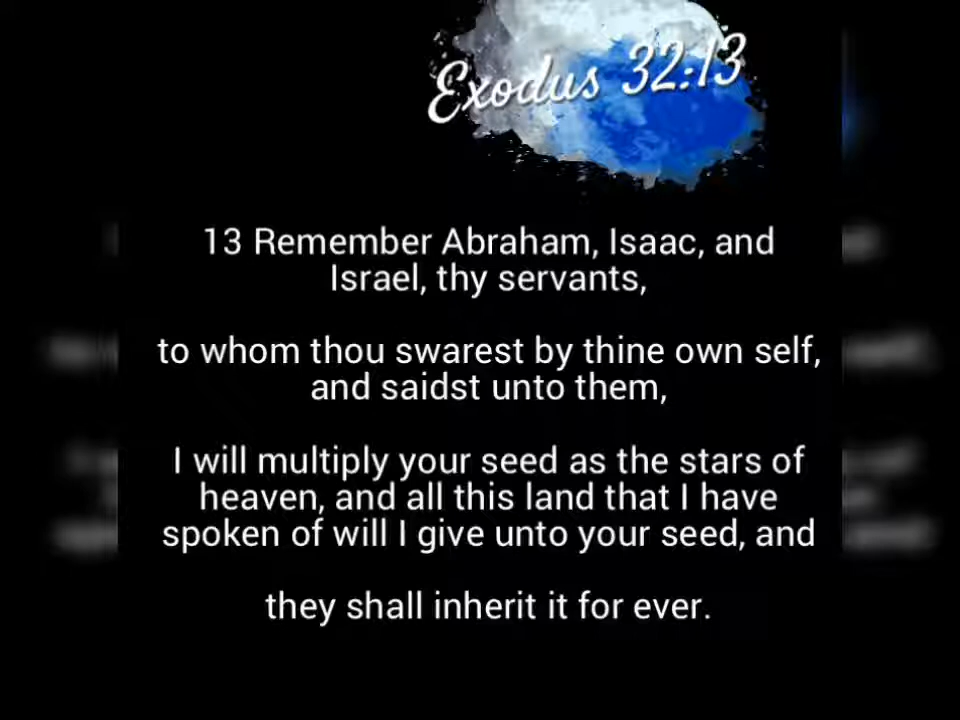 Exodus 32:13
13 Remember Abraham, Isaac, and
Israel, thy servants,
to whom thou swarest by thine own self,
and saidst unto them,
I will multiply your seed as the stars of
heaven, and all this land that I have
spoken of will I give unto your seed, and
they shall inherit it for ever.